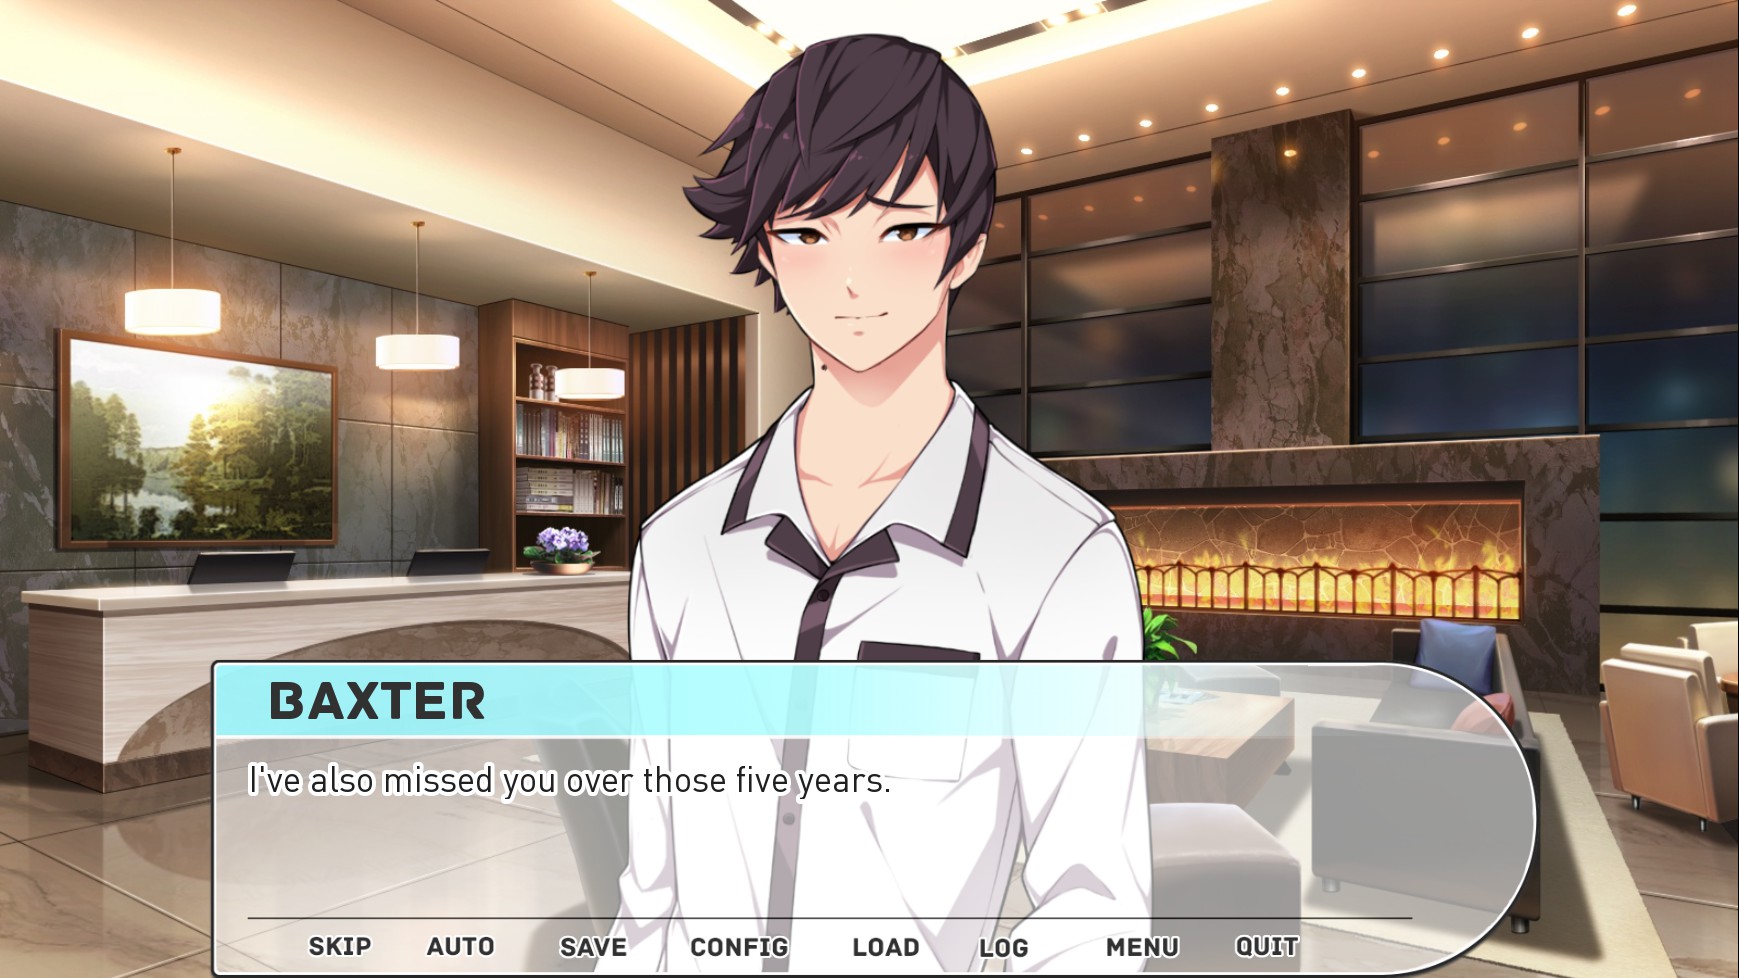 BAXTER
I've also missed you over those five years.
SKIP AUTO SAVE CONFIG LOAD LOG MENU QUIT